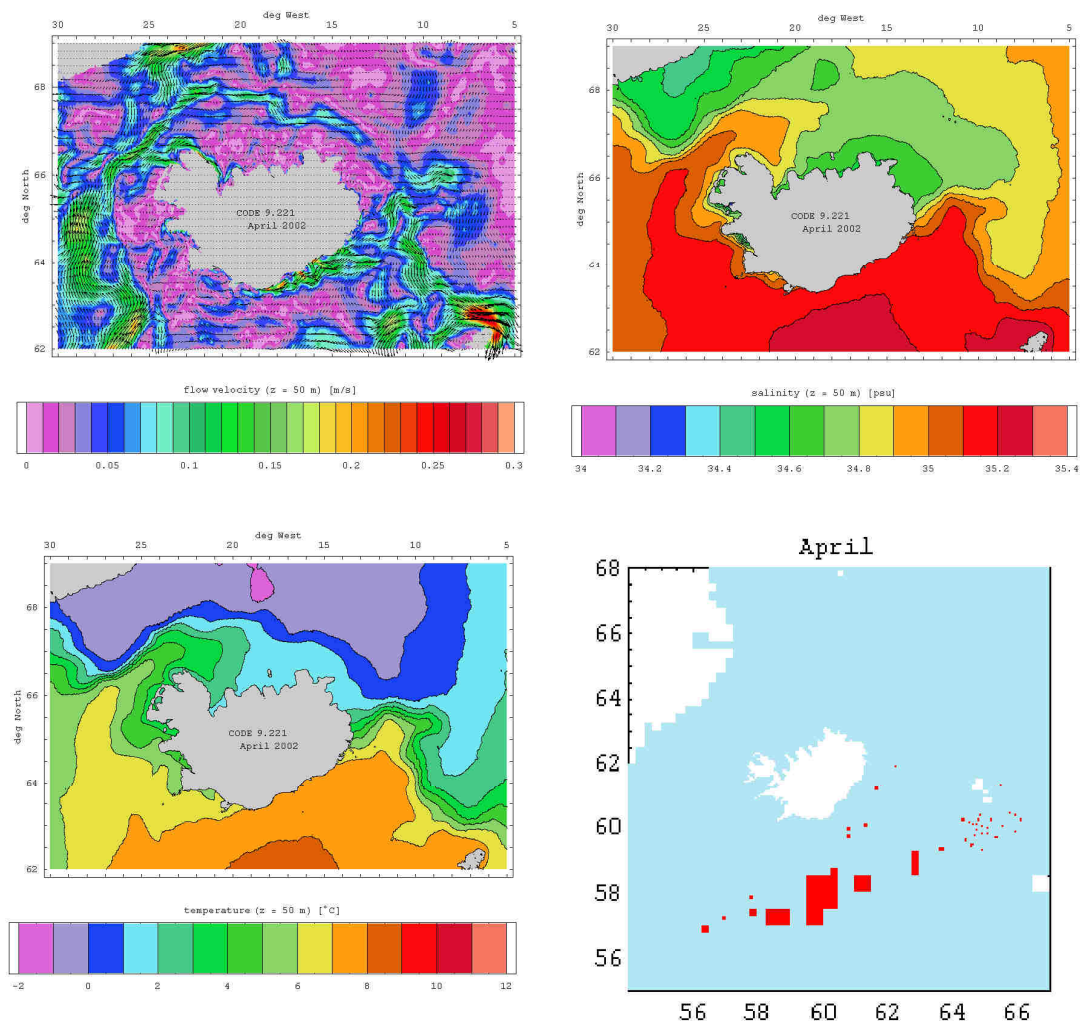 deg West
30 25 20 15 10 5
deg North
68
66
64
62
CODE 9.221
April 2002
flow velocity (z = 50 m) [m/s]
0 0.05 0.1 0.15 0.2 0.25 0.3
deg West
30 25 20 15 10 5
deg North
68
66
64
62
CODE 9.221
April 2002
salinity (z = 50 m) [psu]
34 34.2 34.4 34.6 34.8 35 35.2 35.4
deg West
30 25 20 15 10 5
deg North
68
66
64
62
CODE 9.221
April 2002
temperature (z = 50 m) [°C]
-2 0 2 4 6 8 10 12
April
68
66
64
62
60
58
56
56 58 60 62 64 66